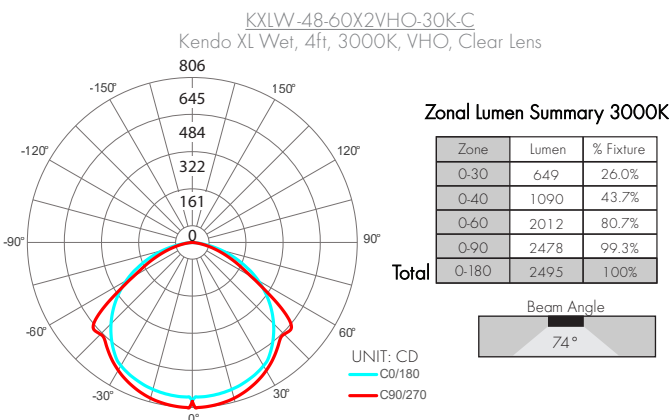 KXLW-48-60X2VHO-30K-C
Kendo XL Wet, 4ft, 3000K, VHO, Clear Lens
806
-150° 645 150°
484
-120° 322 120°
161
-90° 0 90°
-60° 60°
-30° 30°
0°
UNIT: CD
C0/180
C90/270
Zonal Lumen Summary 3000K
Zone Lumen % Fixture
0-30 649 26.0%
0-40 1090 43.7%
0-60 2012 80.7%
0-90 2478 99.3%
Total 0-180 2495 100%
Beam Angle
74°